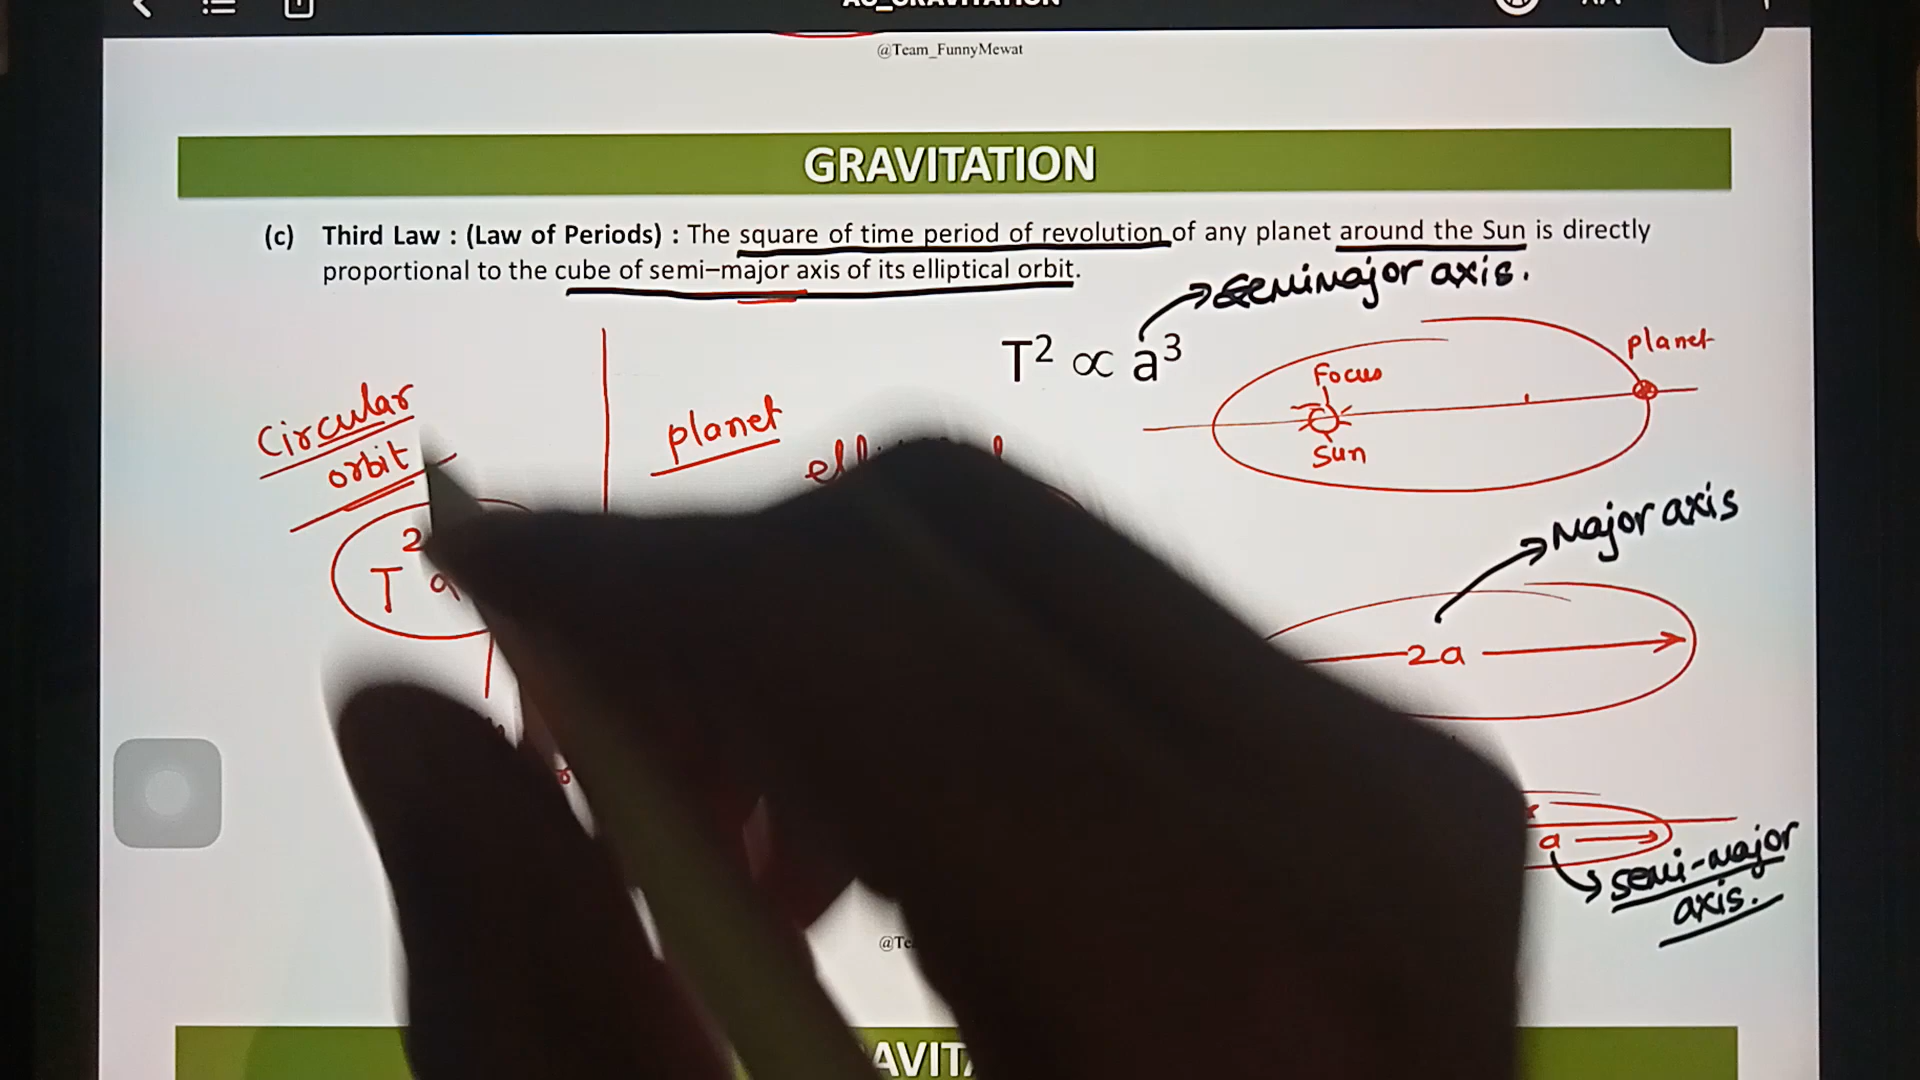 @Team_FunnyMewat
GRAVITATION
(c) Third Law : (Law of Periods) : The square of time period of revolution of any planet around the Sun is directly
proportional to the cube of semi–major axis of its elliptical orbit.
semimajor axis.
T² ∝ a³
planet
Focus
Sun
Circular
orbit
planet
Major axis
2
T
2a
a
semi-major
axis.